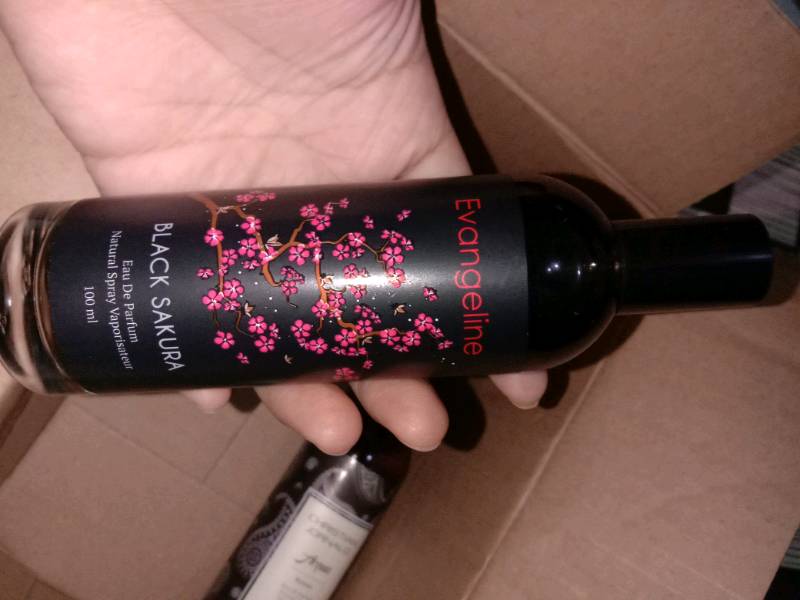 Evangeline
BLACK SAKURA
Eau De Parfum
Natural Spray Vaporisateur
100 ml